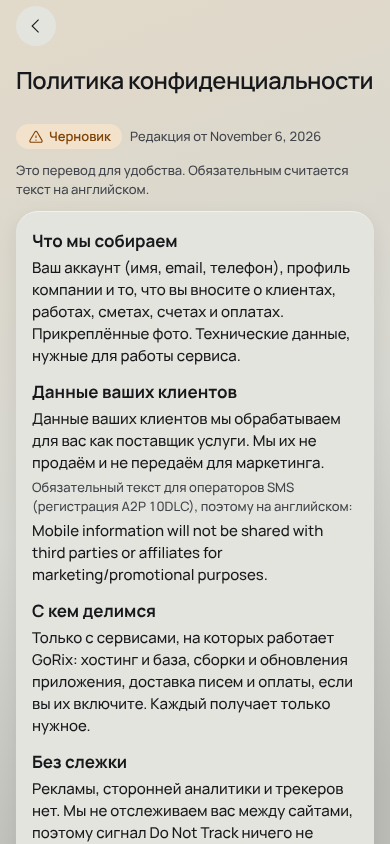 Политика конфиденциальности
Черновик
Редакция от November 6, 2026
Это перевод для удобства. Обязательным считается
текст на английском.
Что мы собираем
Ваш аккаунт (имя, email, телефон), профиль
компании и то, что вы вносите о клиентах,
работах, сметах, счетах и оплатах.
Прикреплённые фото. Технические данные,
нужные для работы сервиса.
Данные ваших клиентов
Данные ваших клиентов мы обрабатываем
для вас как поставщик услуги. Мы их не
продаём и не передаём для маркетинга.
Обязательный текст для операторов SMS
(регистрация A2P 10DLC), поэтому на английском:
Mobile information will not be shared with
third parties or affiliates for
marketing/promotional purposes.
С кем делимся
Только с сервисами, на которых работает
GoRix: хостинг и база, сборки и обновления
приложения, доставка писем и оплаты, если
вы их включите. Каждый получает только
нужное.
Без слежки
Рекламы, сторонней аналитики и трекеров
нет. Мы не отслеживаем вас между сайтами,
поэтому сигнал Do Not Track ничего не